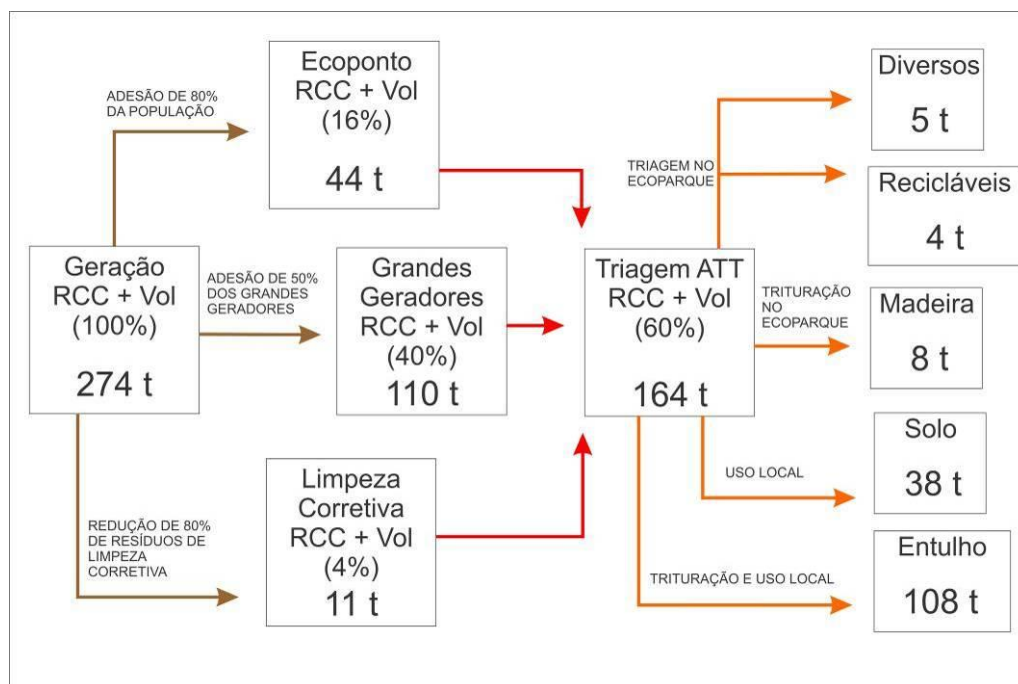 Geração
RCC + Vol
(100%)
274 t
ADESÃO DE 80%
DA POPULAÇÃO
Ecoponto
RCC + Vol
(16%)
44 t
ADESÃO DE 50%
DOS GRANDES
GERADORES
Grandes
Geradores
RCC + Vol
(40%)
110 t
REDUÇÃO DE 80%
DE RESÍDUOS DE
LIMPEZA
CORRETIVA
Limpeza
Corretiva
RCC + Vol
(4%)
11 t
Triagem ATT
RCC + Vol
(60%)
164 t
TRIAGEM NO
ECOPARQUE
Diversos
5 t
Recicláveis
4 t
TRITURAÇÃO
NO
ECOPARQUE
Madeira
8 t
USO LOCAL
Solo
38 t
TRITURAÇÃO E USO LOCAL
Entulho
108 t